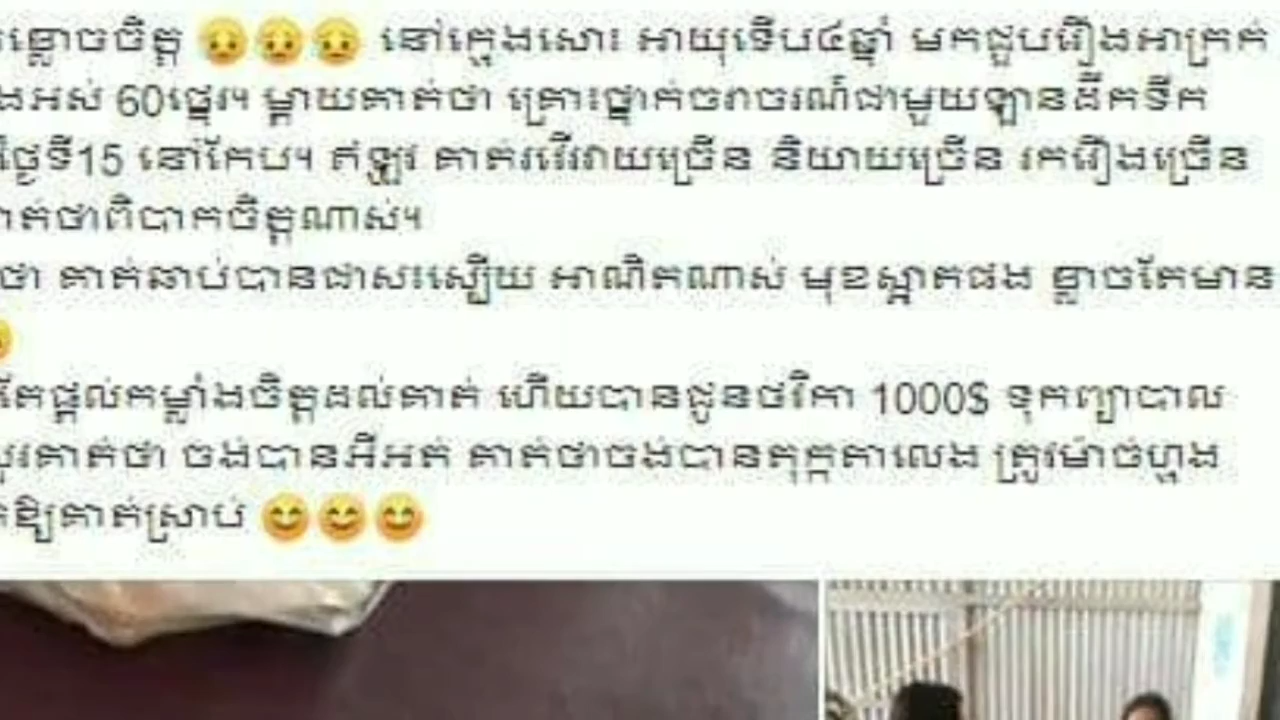 ខ្លោចចិត្ត 😥😥😥 នៅក្មេងសោះ អាយុទើប៤ឆ្នាំ មកជួបរឿងអាក្រក់
អស់ 60ថ្នេរ។ ម្តាយគាត់ថា គ្រោះថ្នាក់ចរាចរណ៍ជាមួយឡានដឹកទឹក
ថ្ងៃទី15 នៅកែប។ ឥឡូវ គាត់រវើរវាយច្រើន និយាយច្រើន រករឿងច្រើន
ពិបាកចិត្តណាស់។
ថា គាត់ឆាប់បានជាសះស្បើយ អាណិតណាស់ មុខស្អាតផង ខ្លាចតែមាន
តែផ្តល់កម្លាំងចិត្តដល់គាត់ ហើយបានជូនថវិកា 1000$ ទុកព្យាបាល
សួរគាត់ថា ចង់បានអីអត់ គាត់ថាចង់បានតុក្កតាលេង ត្រូវម៉ាច់ហ្មង
ឱ្យគាត់ស្រាប់ 😊😊😊